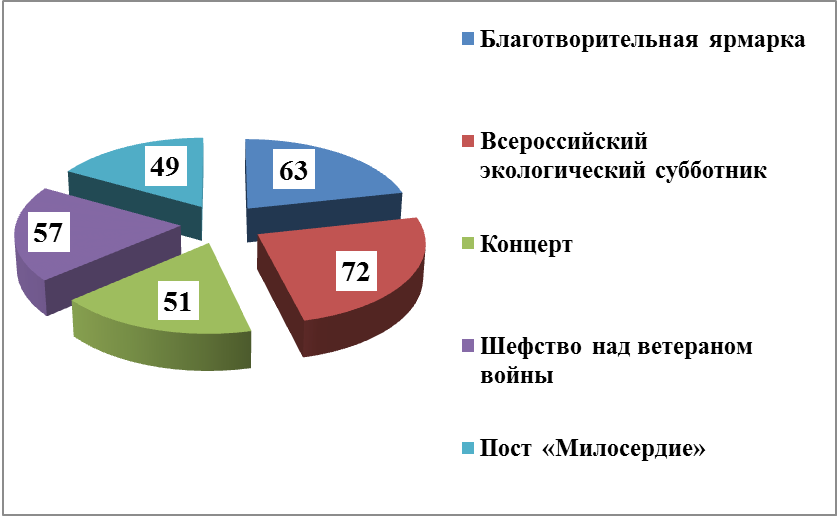 Благотворительная ярмарка
Всероссийский
экологический субботник
Концерт
Шефство над ветераном
войны
Пост «Милосердие»
49
63
57
72
51